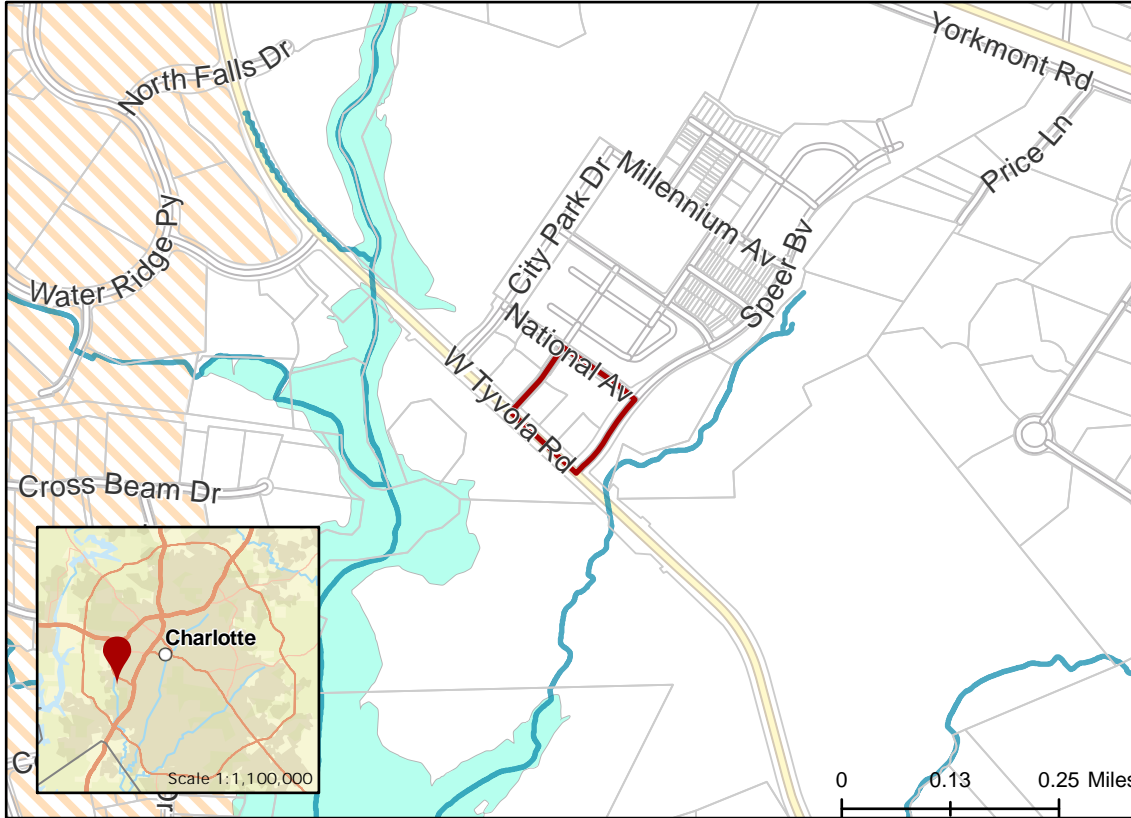 Yorkmont Rd
North Falls Dr
Price Ln
Millennium Av
City Park Dr
Water Ridge Py
Speer Bv
National Av
W Tyvola Rd
Cross Beam Dr
Charlotte
Scale 1:1,100,000
0 0.13 0.25 Miles